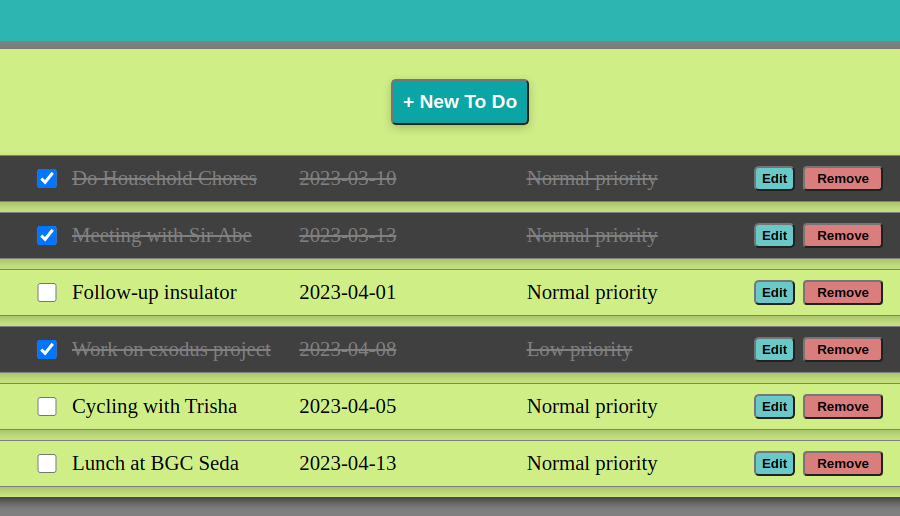 + New To Do
Do Household Chores 2023-03-10 Normal priority Edit Remove
Meeting with Sir Abe 2023-03-13 Normal priority Edit Remove
Follow-up insulator 2023-04-01 Normal priority Edit Remove
Work on exodus project 2023-04-08 Low priority Edit Remove
Cycling with Trisha 2023-04-05 Normal priority Edit Remove
Lunch at BGC Seda 2023-04-13 Normal priority Edit Remove